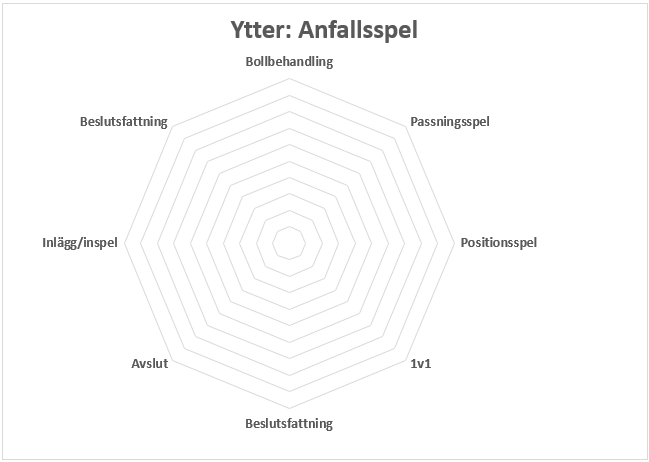 Ytter: Anfallsspel
Bollbehandling
Beslutsfattning
Passningsspel
Inlägg/inspel
Positionsspel
Avslut
1v1
Beslutsfattning